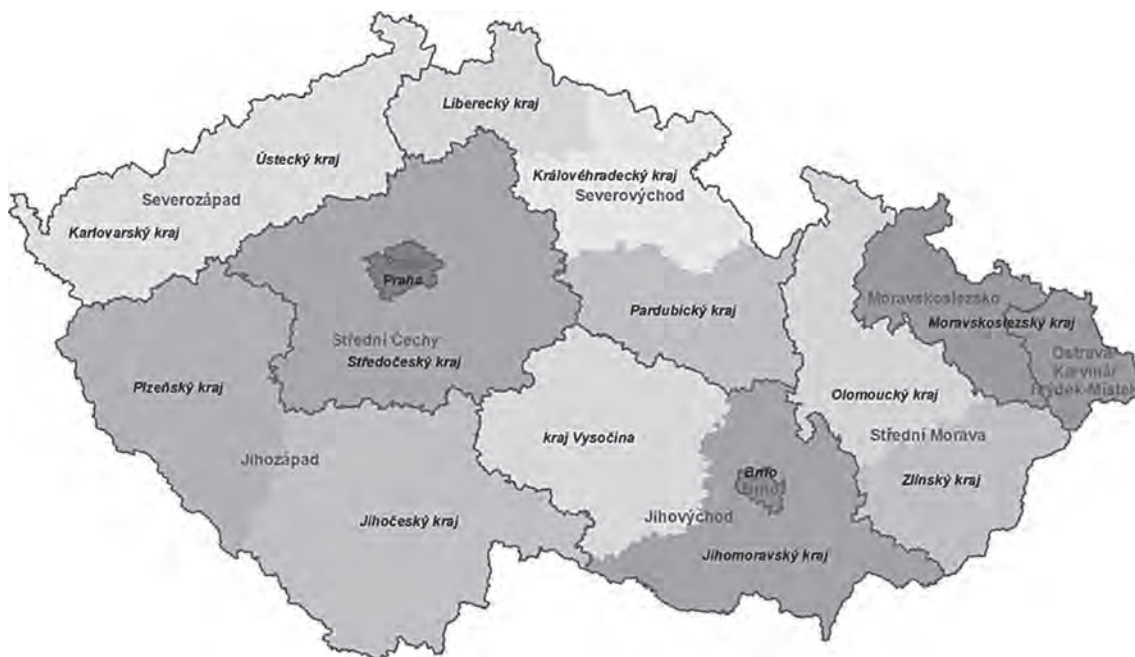 Liberecký kraj
Ústecký kraj
Královéhradecký kraj
Severovýchod
Severozápad
Karlovarský kraj
Praha
Moravskoslezsko
Pardubický kraj
Moravskoslezský kraj
Střední Čechy
Středočeský kraj
Ostrava/
Karviná/
Frýdek-Místek
Plzeňský kraj
Olomoucký kraj
kraj Vysočina
Střední Morava
Jihozápad
Brno
Brno
Zlínský kraj
Jihovýchod
Jihočeský kraj
Jihomoravský kraj